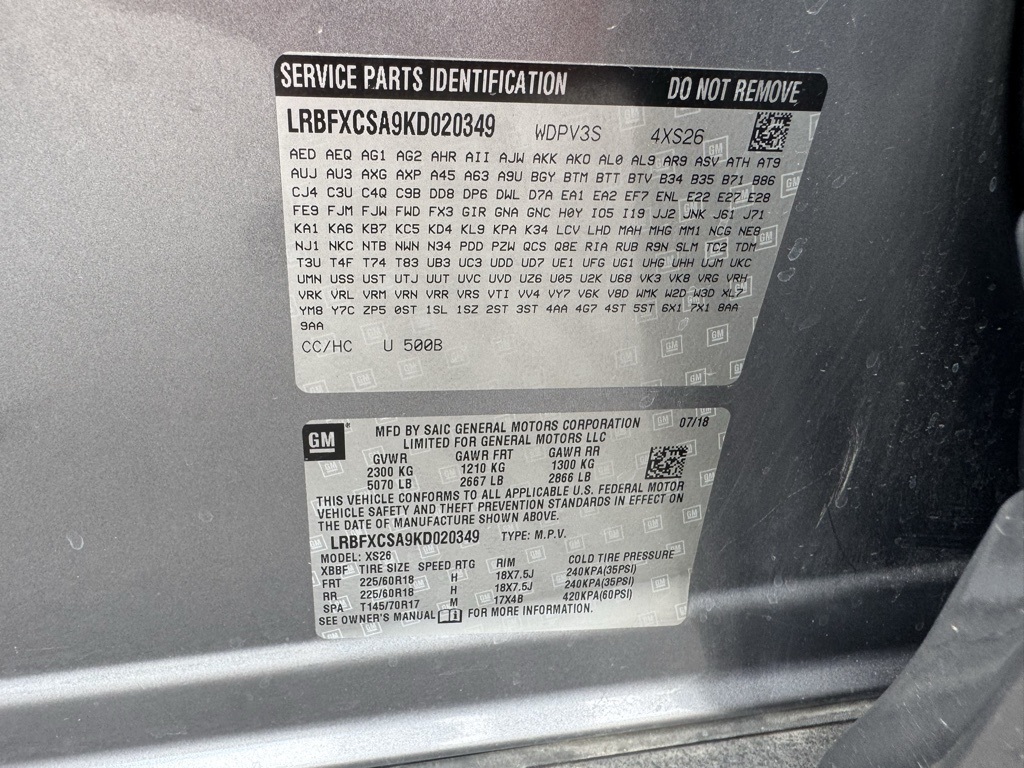 SERVICE PARTS IDENTIFICATION DO NOT REMOVE
LRBFXCSA9KD020349 WDPV3S 4XS26
AED AEQ AG1 AG2 AHR AII AJW AKK AKO AL0 AL9 AR9 ASV ATH AT9
AUJ AU3 AXG AXP A45 A63 A9U BGY BTM BTT BTV B34 B35 B71 B86
CJ4 C3U C4Q C9B DD8 DP6 DWL D7A EA1 EA2 EF7 ENL E22 E27 E28
FE9 FJM FJW FWD FX3 GIR GNA GNC H0Y IO5 I19 JJ2 JNK J61 J71
KA1 KA6 KB7 KC5 KD4 KL9 KPA K34 LCV LHD MAH MHG MM1 NCG NE8
NJ1 NKC NTB NWN N34 PDD PZW QCS Q8E RIA RUB R9N SLM TC2 TDM
T3U T4F T74 T83 UB3 UC3 UDD UD7 UE1 UFG UG1 UHG UHH UJM UKC
UMN USS UST UTJ UUT UVC UVD UZ6 U05 U2K U68 VK3 VK8 VRG VRH
VRK VRL VRM VRN VRR VRS VTI VV4 VY7 V6K V8D WMK W2D W3D XL7
YM8 Y7C ZP5 0ST 1SL 1SZ 2ST 3ST 4AA 4G7 4ST 5ST 6X1 7X1 8AA
9AA
CC/HC U 500B
GM MFD BY SAIC GENERAL MOTORS CORPORATION 07/18
LIMITED FOR GENERAL MOTORS LLC
GVWR GAWR FRT GAWR RR
2300 KG 1210 KG 1300 KG
5070 LB 2667 LB 2866 LB
THIS VEHICLE CONFORMS TO ALL APPLICABLE U.S. FEDERAL MOTOR
VEHICLE SAFETY AND THEFT PREVENTION STANDARDS IN EFFECT ON
THE DATE OF MANUFACTURE SHOWN ABOVE.
LRBFXCSA9KD020349 TYPE: M.P.V.
MODEL: XS26
XBBF TIRE SIZE SPEED RTG RIM COLD TIRE PRESSURE
FRT 225/60R18 H 18X7.5J 240KPA(35PSI)
RR 225/60R18 H 18X7.5J 240KPA(35PSI)
SPA T145/70R17 M 17X4B 420KPA(60PSI)
SEE OWNER'S MANUAL FOR MORE INFORMATION.